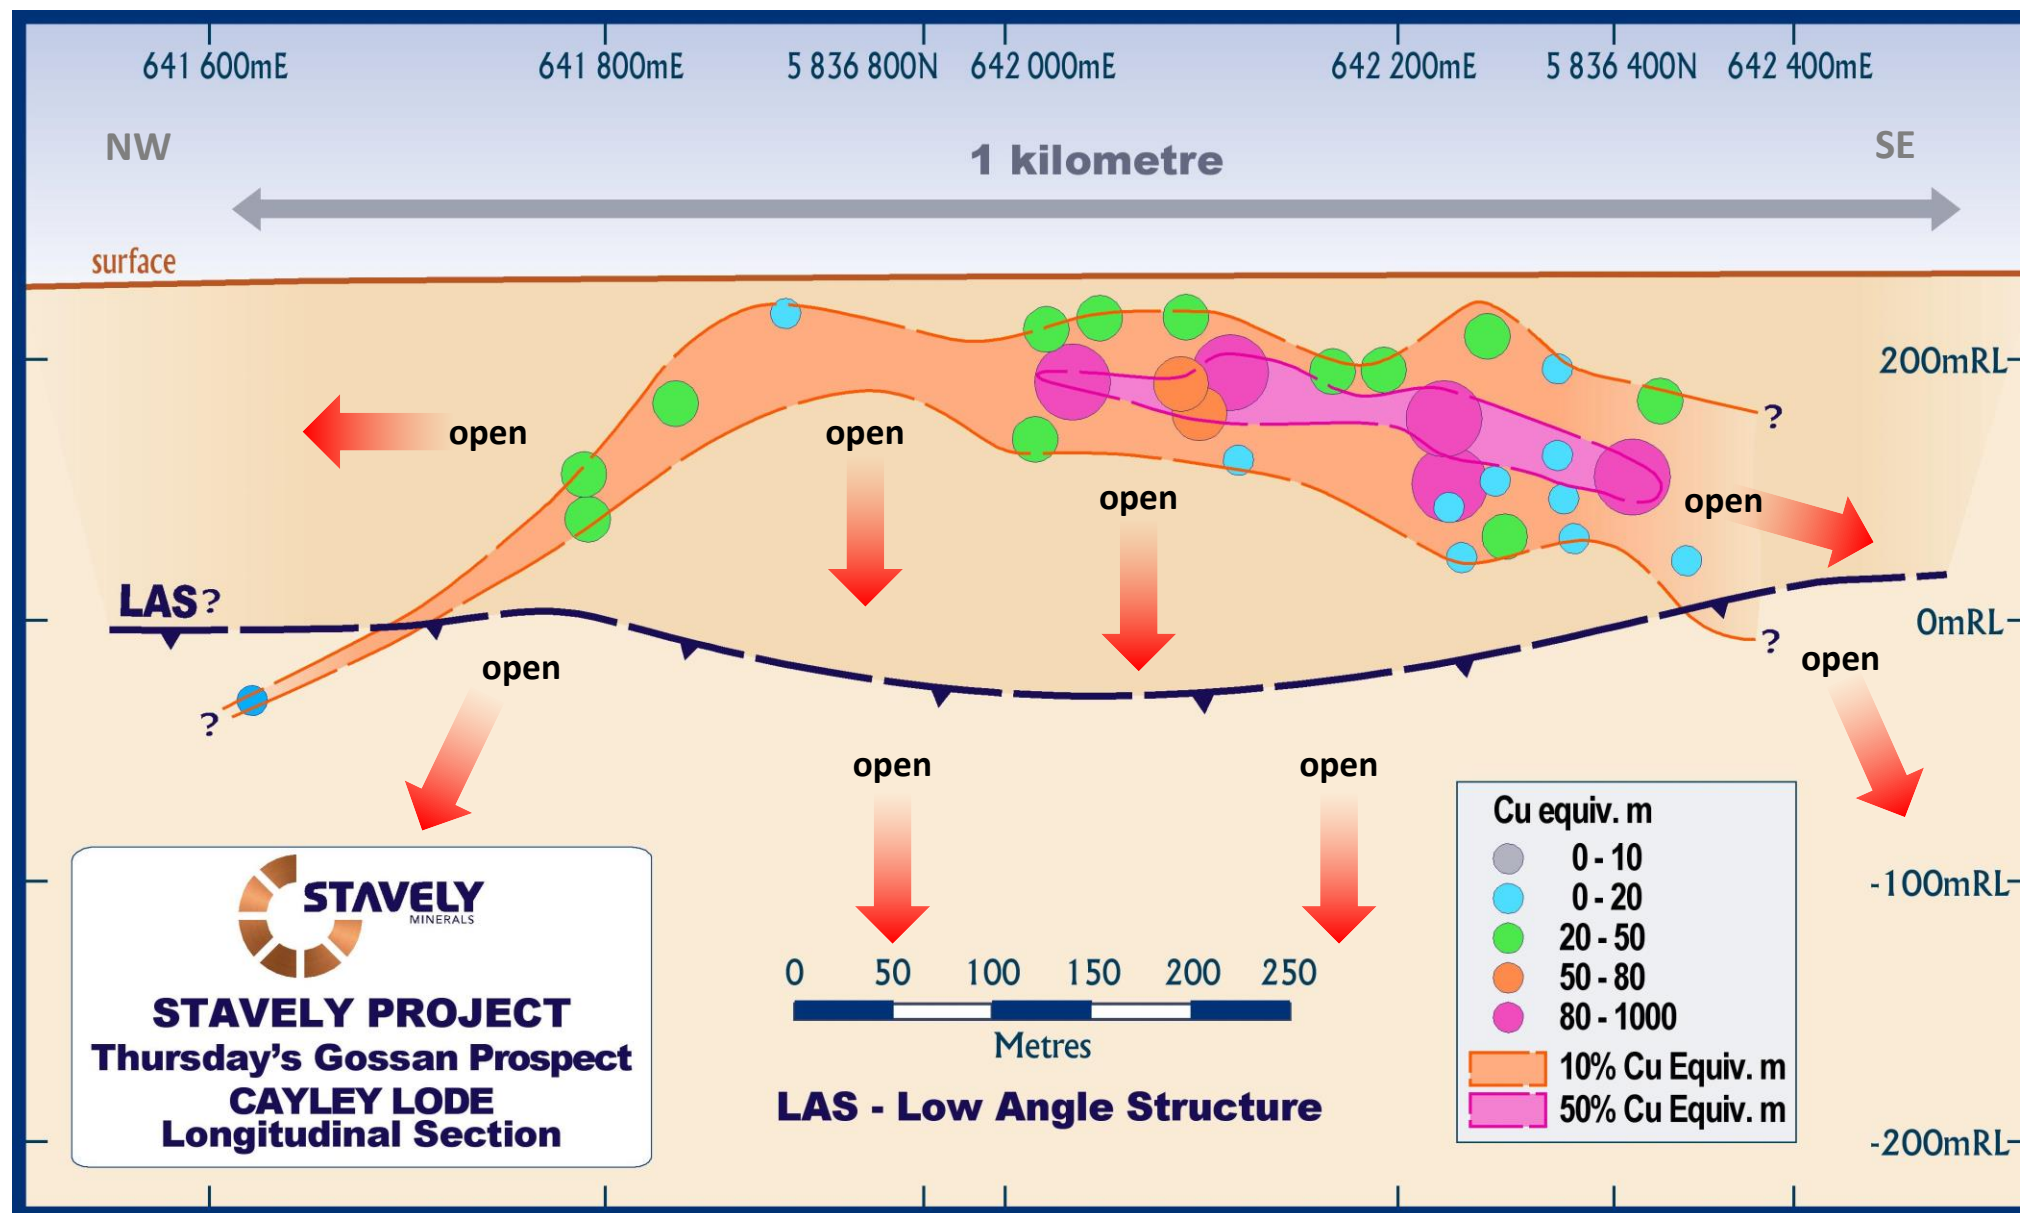 641 600mE
641 800mE
5 836 800N
642 000mE
642 200mE
5 836 400N
642 400mE
NW
SE
1 kilometre
surface
200mRL
open
open
?
open
open
LAS?
0mRL
?
open
open
?
open
open
Cu equiv. m
0 - 10
0 - 20
20 - 50
50 - 80
80 - 1000
10% Cu Equiv. m
50% Cu Equiv. m
-100mRL
-200mRL
STAVELY
MINERALS
STAVELY PROJECT
Thursday's Gossan Prospect
CAYLEY LODE
Longitudinal Section
0 50 100 150 200 250
Metres
LAS - Low Angle Structure